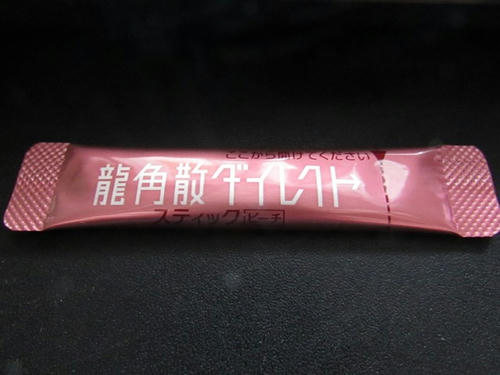 ここから開けてください
龍角散ダイレクト
スティック ピーチ